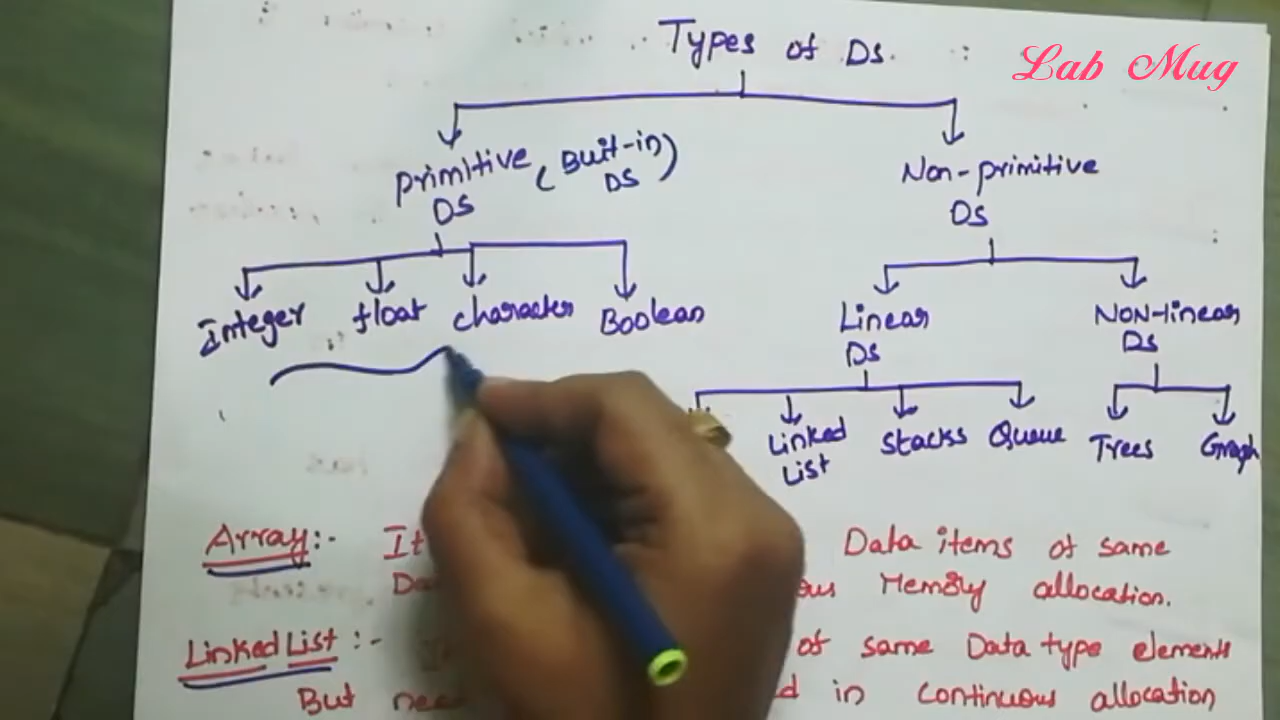 Types of Ds.
Lab Mug
Primitive (Buit-in
DS DS)
Non-primitive
DS
Integer float character Boolean
Linear
Ds
NON-linear
Ds
Linked
List
Stacks Queue Trees Graph
Array:- It Data items of same
Memory allocation.
Linked List :- of same Data type elements
But in continuous allocation